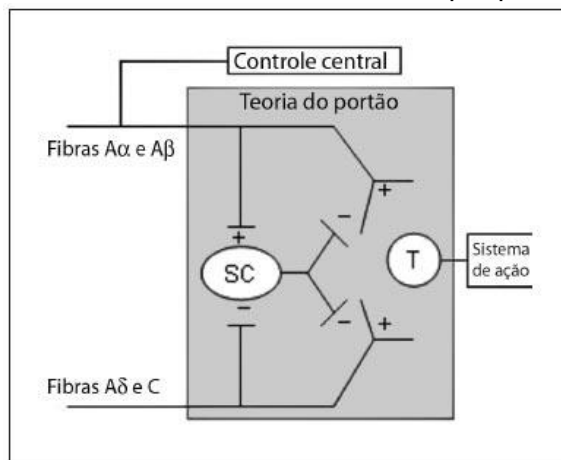 Controle central
Teoria do portão
Fibras Aα e Aβ
+
-
+
SC
T
Sistema
de ação
-
-
+
Fibras Aδ e C